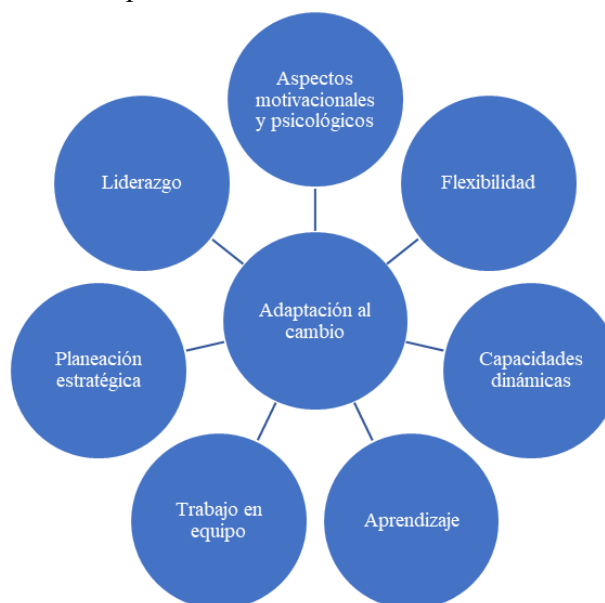 Aspectos
motivacionales
y psicológicos
Liderazgo
Flexibilidad
Adaptación al
cambio
Planeación
estratégica
Capacidades
dinámicas
Trabajo en
equipo
Aprendizaje